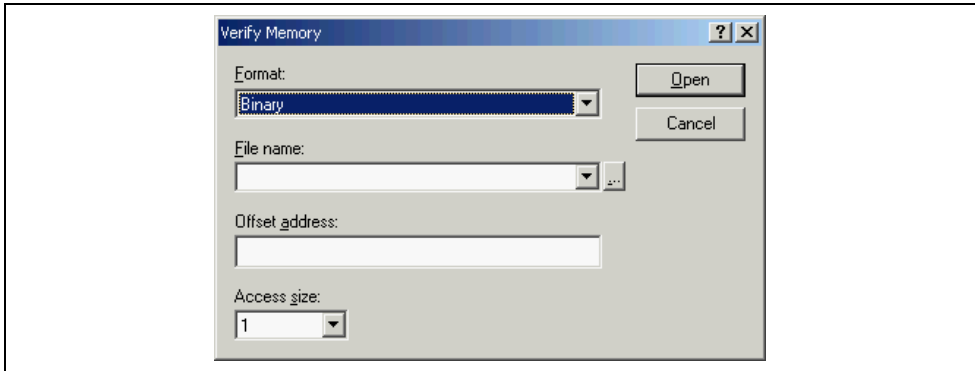 Verify Memory
Format:
Open
Binary
Cancel
File name:
...
Offset address:
Access size:
1